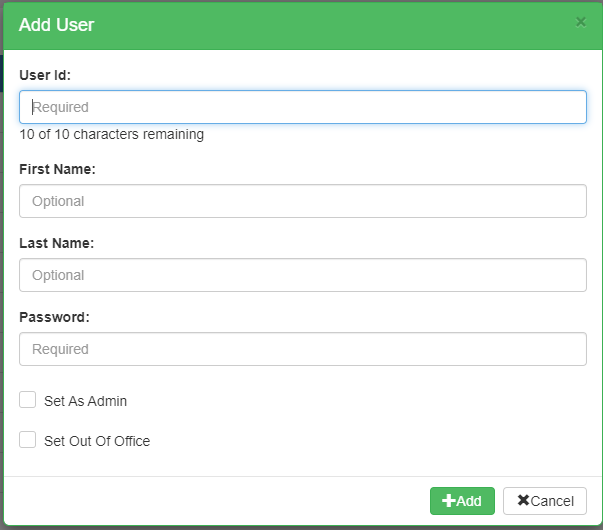 Add User
×
User Id:
Required
10 of 10 characters remaining
First Name:
Optional
Last Name:
Optional
Password:
Required
Set As Admin
Set Out Of Office
Add Cancel